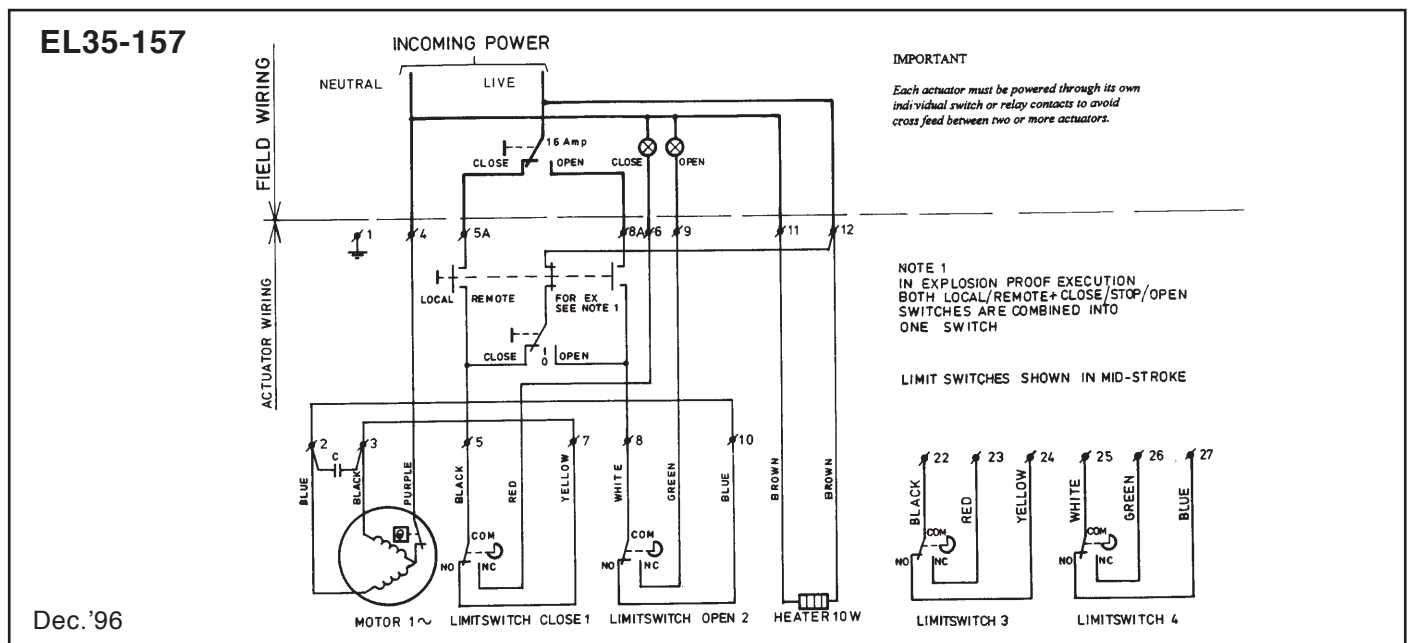 EL35-157
INCOMING POWER
NEUTRAL
LIVE
IMPORTANT
Each actuator must be powered through its own
individual switch or relay contacts to avoid
cross feed between two or more actuators.
FIELD WIRING
16 Amp
CLOSE
OPEN
CLOSE
OPEN
1
4
5A
8A
6
9
11
12
ACTUATOR WIRING
LOCAL
REMOTE
FOR EX
SEE NOTE 1
CLOSE
1
0
OPEN
NOTE 1
IN EXPLOSION PROOF EXECUTION
BOTH LOCAL/REMOTE+CLOSE/STOP/OPEN
SWITCHES ARE COMBINED INTO
ONE SWITCH
LIMIT SWITCHES SHOWN IN MID-STROKE
2
C
3
5
7
8
10
22
23
24
25
26
27
BLUE
BLACK
PURPLE
BLACK
RED
YELLOW
WHITE
GREEN
BLUE
BROWN
BROWN
BLACK
RED
YELLOW
WHITE
GREEN
BLUE
COM
NO
NC
COM
NO
NC
COM
NO
NC
COM
NO
NC
Dec.'96
MOTOR 1~
LIMITSWITCH CLOSE 1
LIMITSWITCH OPEN 2
HEATER 10W
LIMITSWITCH 3
LIMITSWITCH 4